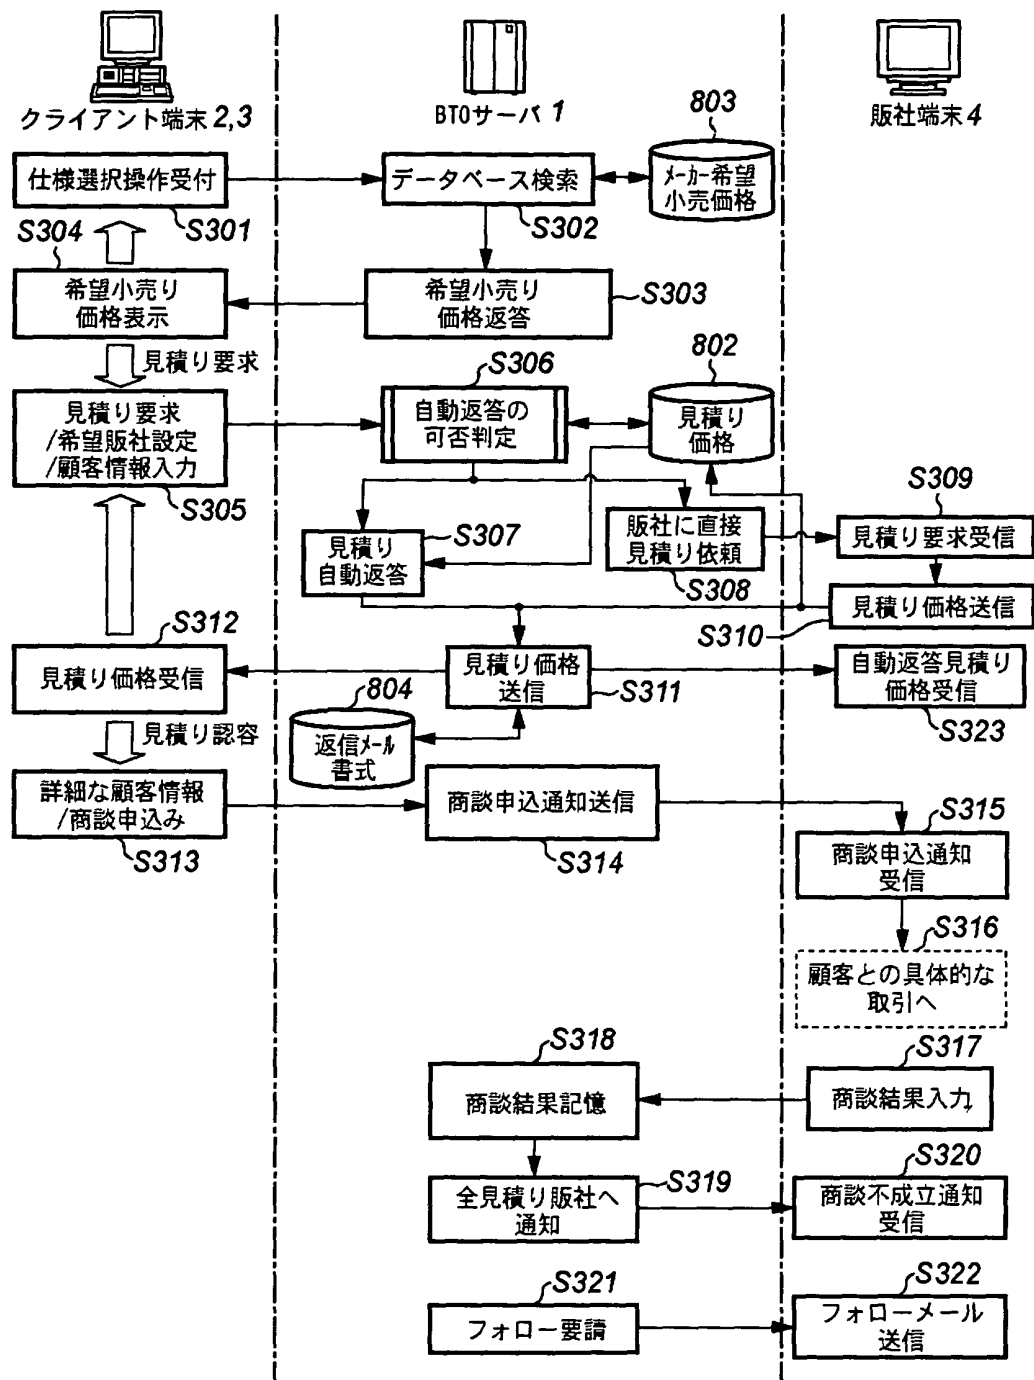 クライアント端末2,3
BTOサーバ1
販社端末4
803
仕様選択操作受付
データベース検索
メーカー希望
小売価格
S301
S302
S304
希望小売り
価格表示
希望小売り
価格返答
S303
見積り要求
S306
802
見積り要求
/希望販社設定
/顧客情報入力
自動返答の
可否判定
見積り
価格
S305
S309
S307
見積り
自動返答
販社に直接
見積り依頼
見積り要求受信
S308
見積り価格送信
S310
S312
見積り価格受信
見積り価格
送信
S311
自動返答見積り
価格受信
S323
804
見積り認容
返信メール
書式
詳細な顧客情報
/商談申込み
商談申込通知送信
S313
S314
S315
商談申込通知
受信
S316
顧客との具体的な
取引へ
S318
S317
商談結果記憶
商談結果入力
S319
S320
全見積り販社へ
通知
商談不成立通知
受信
S321
S322
フォロー要請
フォローメール
送信